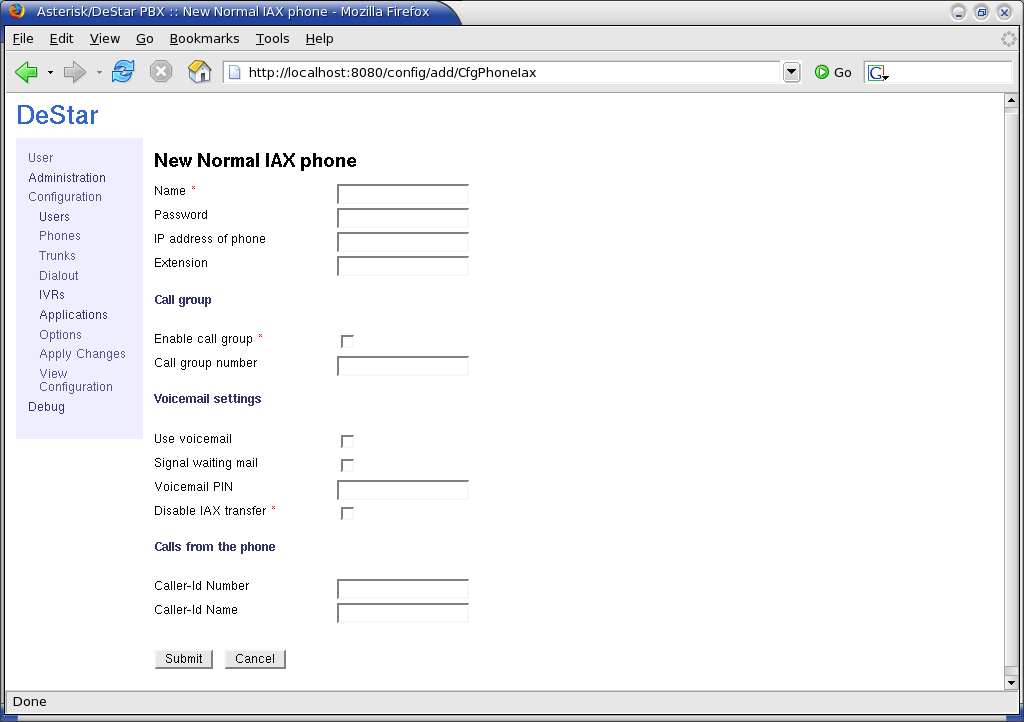 Asterisk/DeStar PBX :: New Normal IAX phone - Mozilla Firefox
File Edit View Go Bookmarks Tools Help
http://localhost:8080/config/add/CfgPhoneIax Go G
DeStar
User
Administration
Configuration
Users
Phones
Trunks
Dialout
IVRs
Applications
Options
Apply Changes
View
Configuration
Debug
New Normal IAX phone
Name *
Password
IP address of phone
Extension
Call group
Enable call group *
Call group number
Voicemail settings
Use voicemail
Signal waiting mail
Voicemail PIN
Disable IAX transfer *
Calls from the phone
Caller-Id Number
Caller-Id Name
Submit Cancel
Done